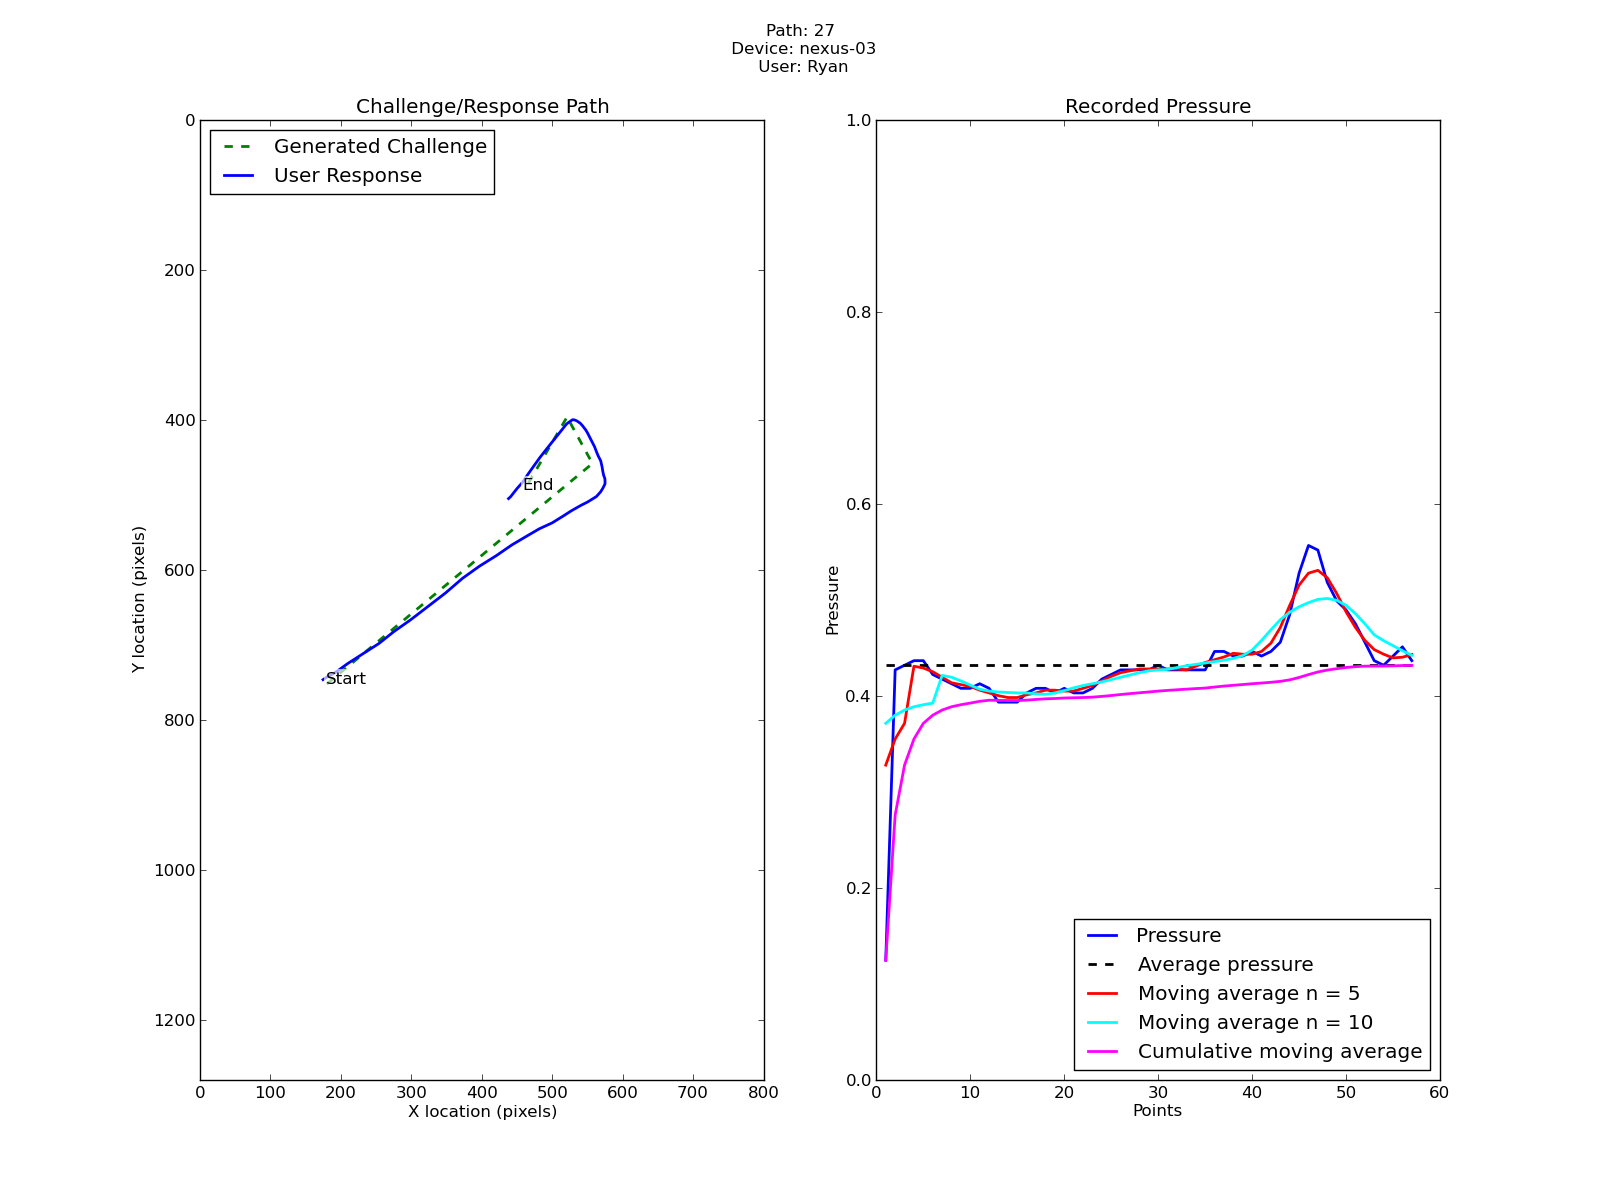 Path: 27
Device: nexus-03
User: Ryan
Challenge/Response Path
Generated Challenge
User Response
0
200
400
600
800
1000
1200
Y location (pixels)
Start
End
0 100 200 300 400 500 600 700 800
X location (pixels)
Recorded Pressure
1.0
0.8
0.6
0.4
0.2
0.0
Pressure
Pressure
Average pressure
Moving average n = 5
Moving average n = 10
Cumulative moving average
0 10 20 30 40 50 60
Points